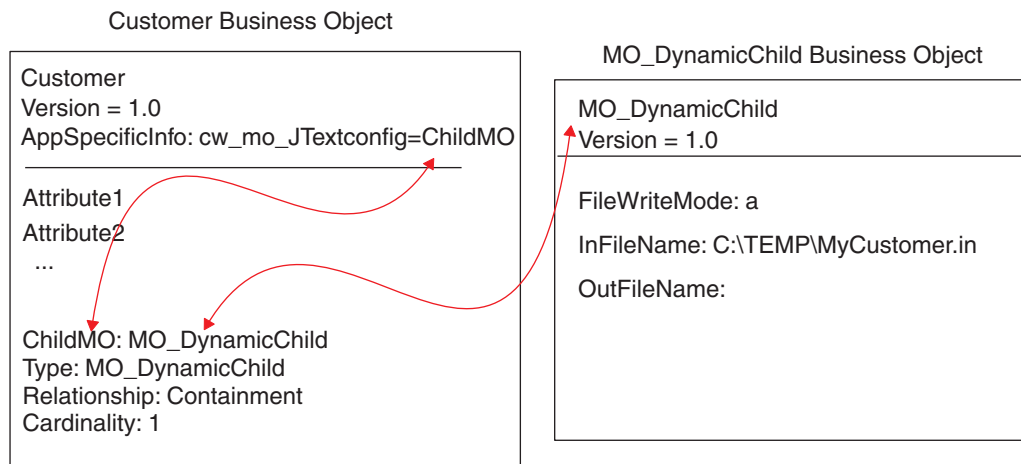 Customer Business Object
Customer
Version = 1.0
AppSpecificInfo: cw_mo_JTextconfig=ChildMO
Attribute1
Attribute2
...
ChildMO: MO_DynamicChild
Type: MO_DynamicChild
Relationship: Containment
Cardinality: 1
MO_DynamicChild Business Object
MO_DynamicChild
Version = 1.0
FileWriteMode: a
InFileName: C:\TEMP\MyCustomer.in
OutFileName: